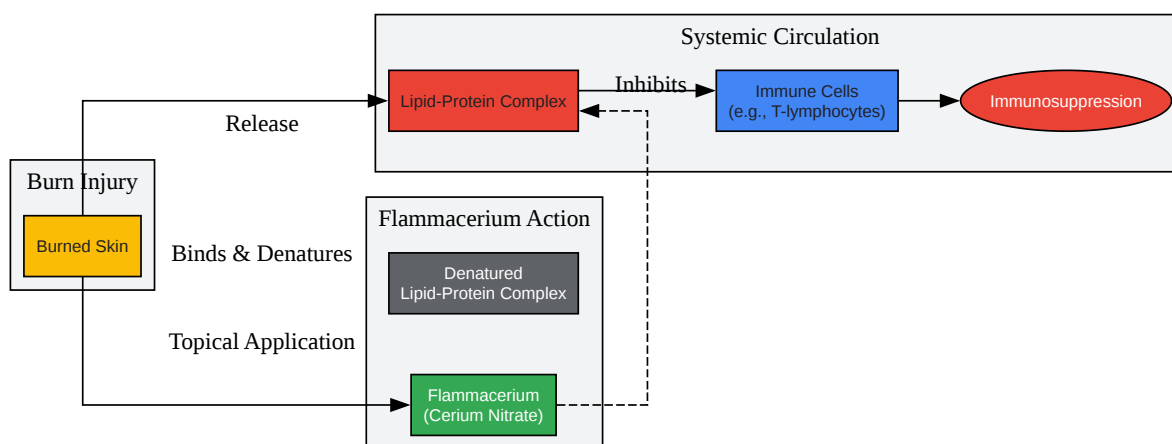 Systemic Circulation
Lipid-Protein Complex
Inhibits
Immune Cells
(e.g., T-lymphocytes)
Immunosuppression
Release
Burn Injury
Burned Skin
Flammacerium Action
Binds & Denatures
Denatured
Lipid-Protein Complex
Topical Application
Flammacerium
(Cerium Nitrate)